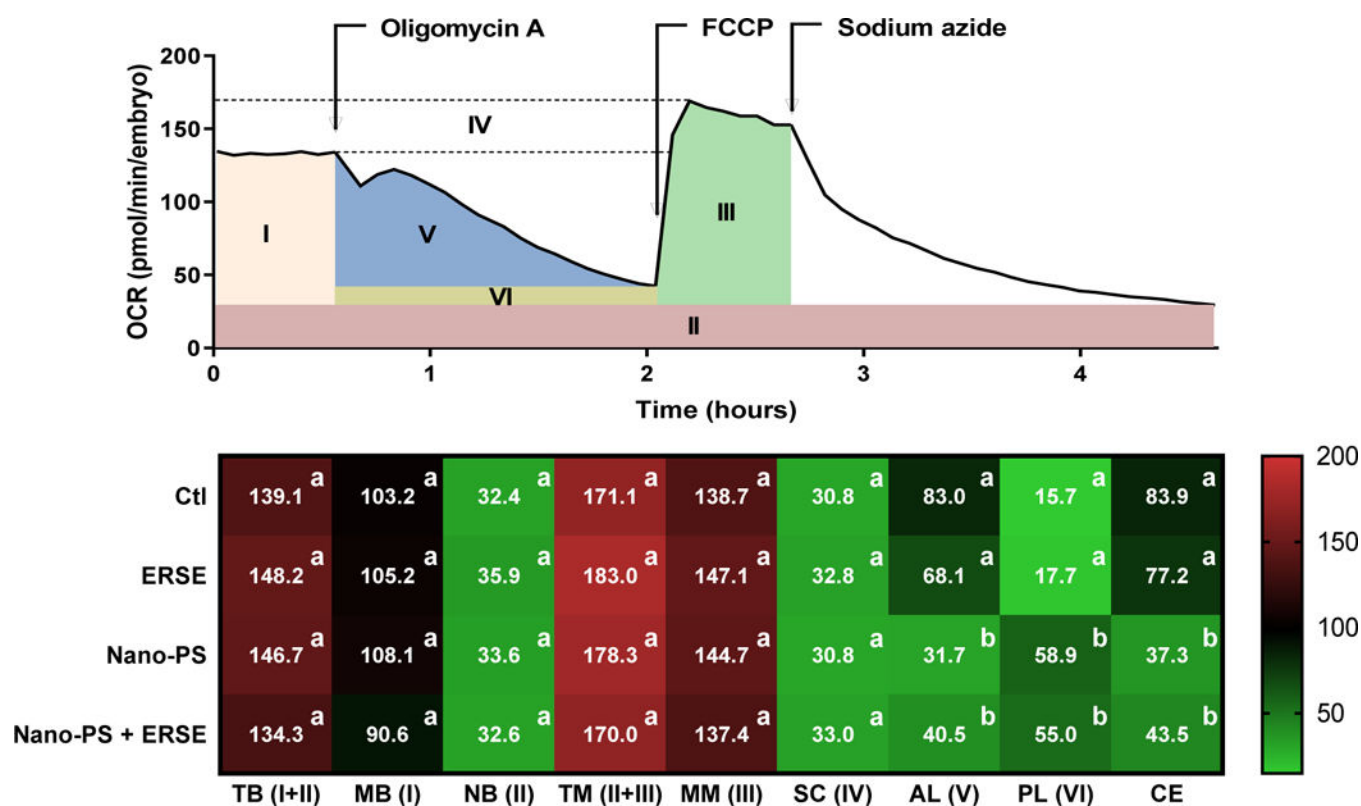 Oligomycin A FCCP Sodium azide
OCR (pmol/min/embryo)
200
150
100
50
0
I
V
VI
IV
III
II
0 1 2 3 4
Time (hours)
Ctl 139.1 a 103.2 a 32.4 a 171.1 a 138.7 a 30.8 a 83.0 a 15.7 a 83.9 a
ERSE 148.2 a 105.2 a 35.9 a 183.0 a 147.1 a 32.8 a 68.1 a 17.7 a 77.2 a
Nano-PS 146.7 a 108.1 a 33.6 a 178.3 a 144.7 a 30.8 a 31.7 b 58.9 b 37.3 b
Nano-PS + ERSE 134.3 a 90.6 a 32.6 a 170.0 a 137.4 a 33.0 a 40.5 b 55.0 b 43.5 b
TB (I+II) MB (I) NB (II) TM (II+III) MM (III) SC (IV) AL (V) PL (VI) CE
200
150
100
50